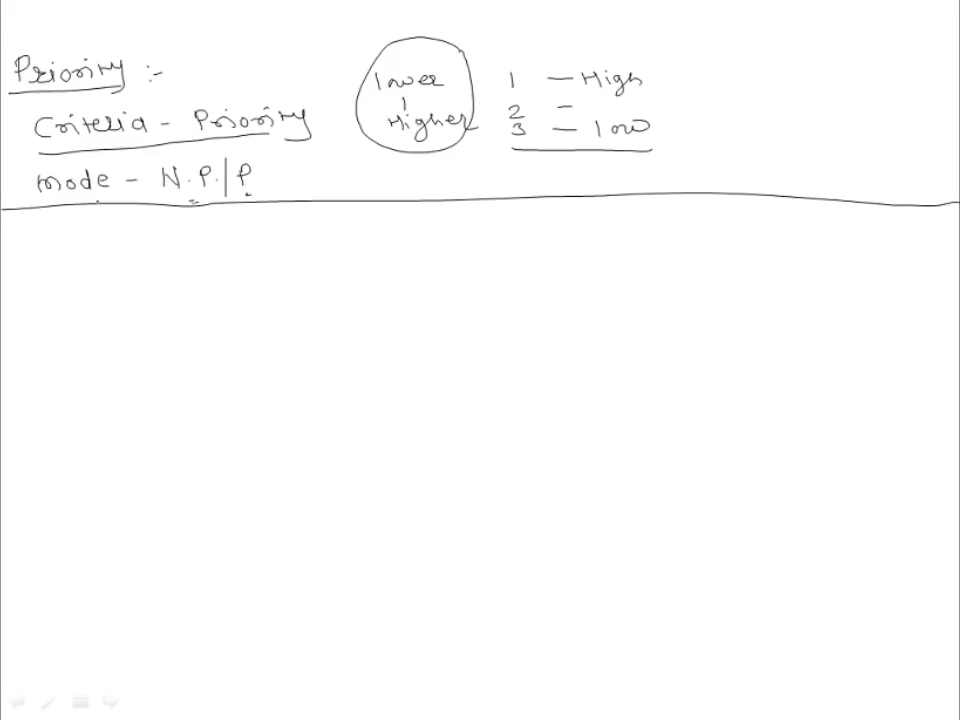 Priority :-
Criteria - Priority
mode - N.P. | P
lower
Higher
1 - High
2 -
3 - low